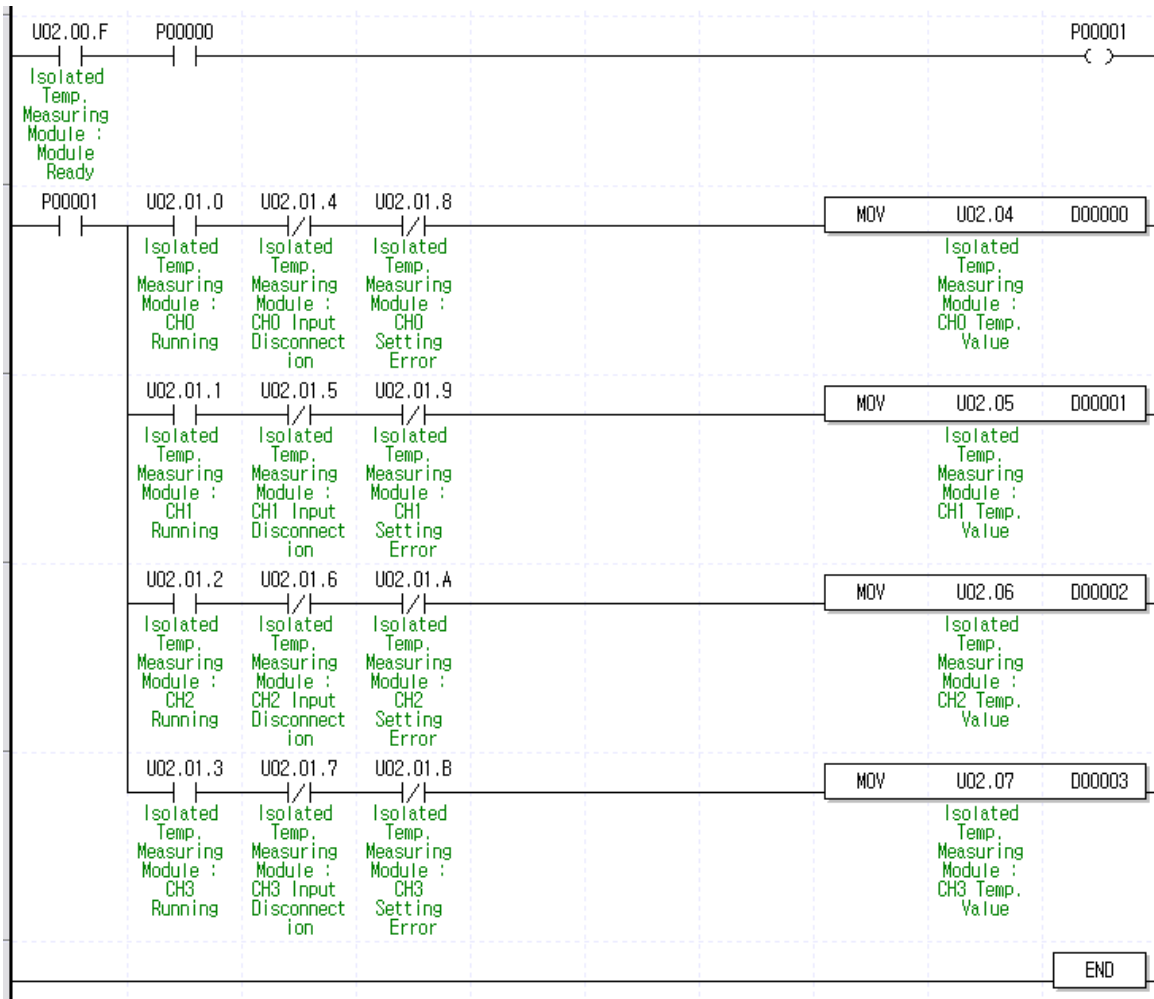 U02.00.F P00000 P00001
Isolated
Temp.
Measuring
Module :
Module
Ready
P00001 U02.01.0 U02.01.4 U02.01.8
MOV U02.04 D00000
Isolated Isolated Isolated Isolated
Temp. Temp. Temp. Temp.
Measuring Measuring Measuring Measuring
Module : Module : Module : Module :
CH0 CH0 Input CH0 CH0 Temp.
Running Disconnect Setting Value
ion Error
U02.01.1 U02.01.5 U02.01.9
MOV U02.05 D00001
Isolated Isolated Isolated Isolated
Temp. Temp. Temp. Temp.
Measuring Measuring Measuring Measuring
Module : Module : Module : Module :
CH1 CH1 Input CH1 CH1 Temp.
Running Disconnect Setting Value
ion Error
U02.01.2 U02.01.6 U02.01.A
MOV U02.06 D00002
Isolated Isolated Isolated Isolated
Temp. Temp. Temp. Temp.
Measuring Measuring Measuring Measuring
Module : Module : Module : Module :
CH2 CH2 Input CH2 CH2 Temp.
Running Disconnect Setting Value
ion Error
U02.01.3 U02.01.7 U02.01.B
MOV U02.07 D00003
Isolated Isolated Isolated Isolated
Temp. Temp. Temp. Temp.
Measuring Measuring Measuring Measuring
Module : Module : Module : Module :
CH3 CH3 Input CH3 CH3 Temp.
Running Disconnect Setting Value
ion Error
END